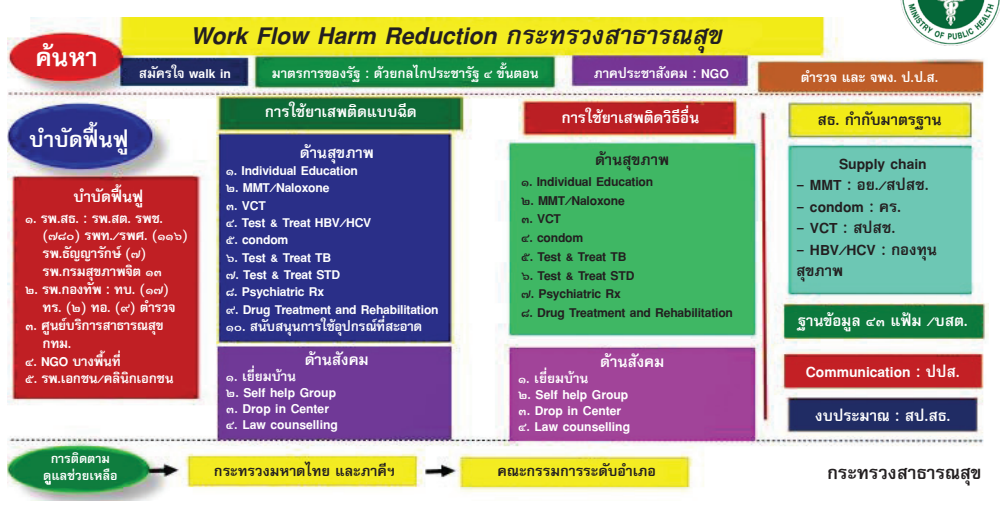 Work Flow Harm Reduction กระทรวงสาธารณสุข
MINISTRY OF PUBLIC HEALTH
ค้นหา
สมัครใจ walk in
มาตรการของรัฐ : ด้วยกลไกประชารัฐ ๔ ขั้นตอน
ภาคประชาสังคม : NGO
ตำรวจ และ จพง. ป.ป.ส.
บำบัดฟื้นฟู
บำบัดฟื้นฟู
๑. รพ.สธ. : รพ.สต. รพช.
(๗๘๐) รพท./รพศ. (๑๑๖)
รพ.ธัญญารักษ์ (๗)
รพ.กรมสุขภาพจิต ๑๓
๒. รพ.กองทัพ : ทบ. (๑๗)
ทร. (๒) ทอ. (๙) ตำรวจ
๓. ศูนย์บริการสาธารณสุข
กทม.
๔. NGO บางพื้นที่
๕. รพ.เอกชน/คลินิกเอกชน
การใช้ยาเสพติดแบบฉีด
ด้านสุขภาพ
๑. Individual Education
๒. MMT/Naloxone
๓. VCT
๔. Test & Treat HBV/HCV
๕. condom
๖. Test & Treat TB
๗. Test & Treat STD
๘. Psychiatric Rx
๙. Drug Treatment and Rehabilitation
๑๐. สนับสนุนการใช้อุปกรณ์ที่สะอาด
ด้านสังคม
๑. เยี่ยมบ้าน
๒. Self help Group
๓. Drop in Center
๔. Law counselling
การใช้ยาเสพติดวิธีอื่น
ด้านสุขภาพ
๑. Individual Education
๒. MMT/Naloxone
๓. VCT
๔. condom
๕. Test & Treat TB
๖. Test & Treat STD
๗. Psychiatric Rx
๘. Drug Treatment and Rehabilitation
ด้านสังคม
๑. เยี่ยมบ้าน
๒. Self help Group
๓. Drop in Center
๔. Law counselling
สธ. กำกับมาตรฐาน
Supply chain
– MMT : อย./สปสช.
– condom : คร.
– VCT : สปสช.
– HBV/HCV : กองทุน
สุขภาพ
ฐานข้อมูล ๔๓ แฟ้ม /บสต.
Communication : ปปส.
งบประมาณ : สป.สธ.
การติดตาม
ดูแลช่วยเหลือ
กระทรวงมหาดไทย และภาคีฯ
คณะกรรมการระดับอำเภอ
กระทรวงสาธารณสุข